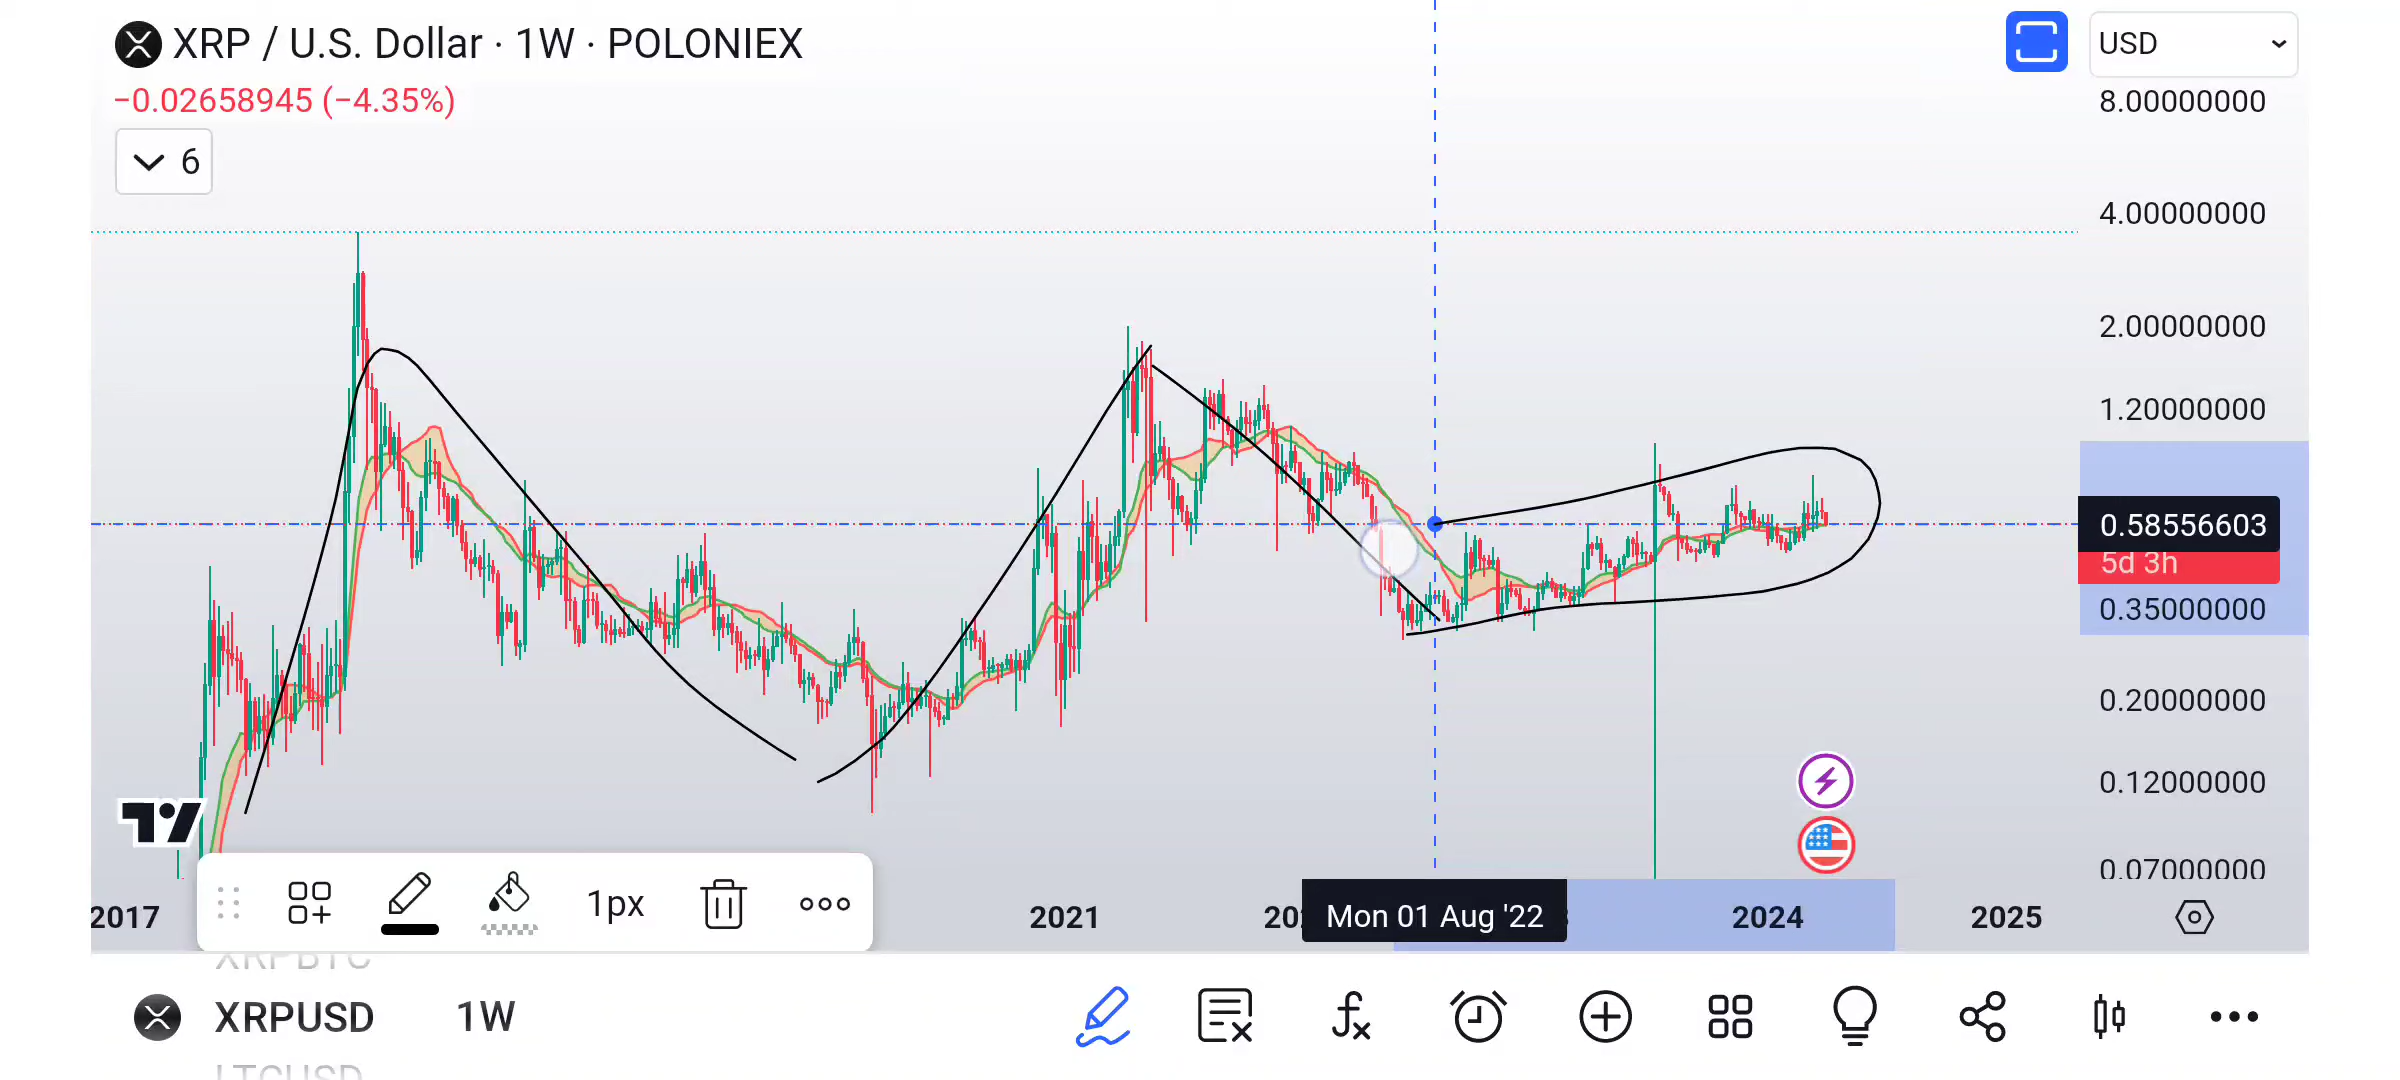 XRP / U.S. Dollar · 1W · POLONIEX
USD
−0.02658945 (−4.35%)
6
8.00000000
4.00000000
2.00000000
1.20000000
0.58556603
5d 3h
0.35000000
0.20000000
0.12000000
0.07000000
1px
2017
2021
Mon 01 Aug '22
2024
2025
XRPBTC
XRPUSD 1W
LTCUSD